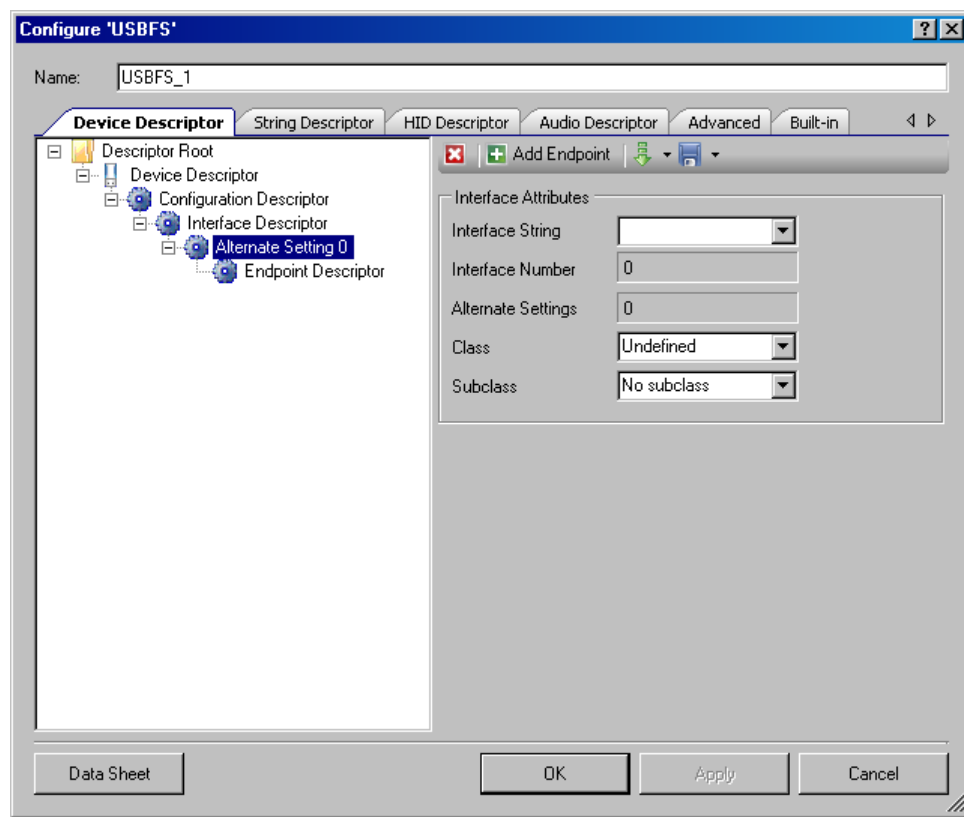 Configure 'USBFS'
Name: USBFS_1
Device Descriptor String Descriptor HID Descriptor Audio Descriptor Advanced Built-in
Descriptor Root
Device Descriptor
Configuration Descriptor
Interface Descriptor
Alternate Setting 0
Endpoint Descriptor
Add Endpoint
Interface Attributes
Interface String
Interface Number 0
Alternate Settings 0
Class Undefined
Subclass No subclass
Data Sheet OK Apply Cancel